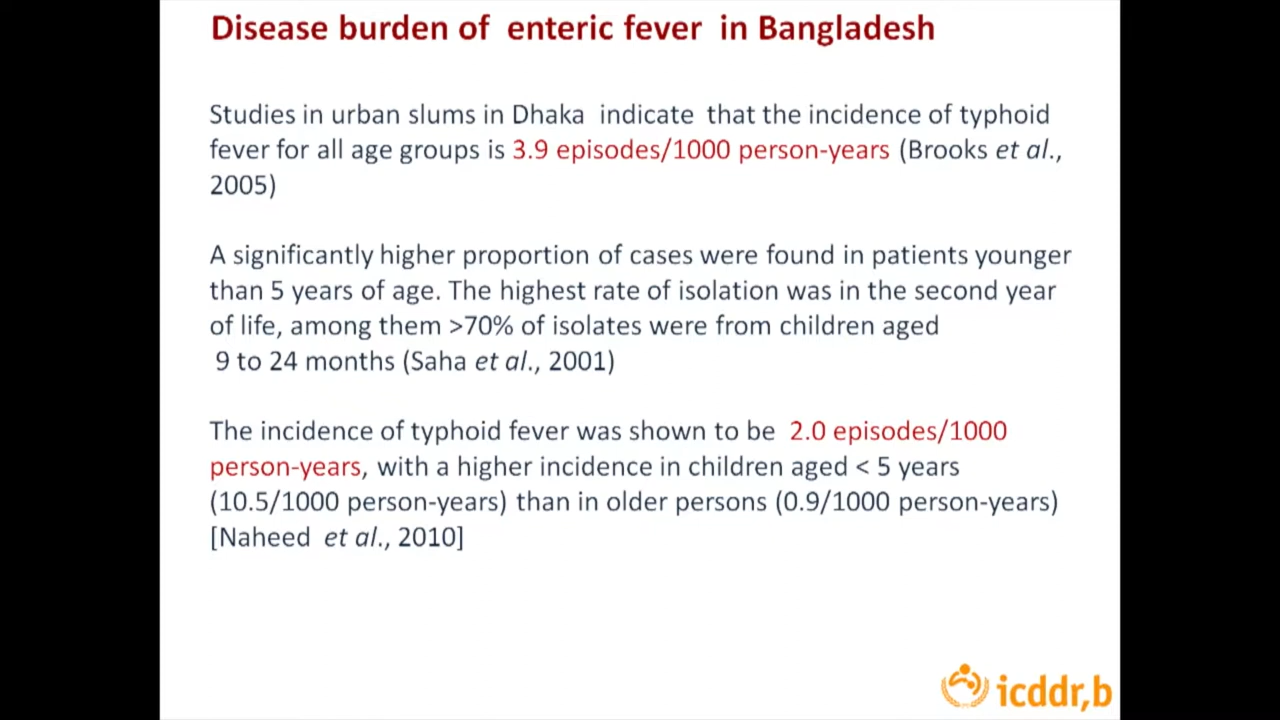 Disease burden of enteric fever in Bangladesh
Studies in urban slums in Dhaka indicate that the incidence of typhoid
fever for all age groups is 3.9 episodes/1000 person-years (Brooks et al.,
2005)
A significantly higher proportion of cases were found in patients younger
than 5 years of age. The highest rate of isolation was in the second year
of life, among them >70% of isolates were from children aged
9 to 24 months (Saha et al., 2001)
The incidence of typhoid fever was shown to be 2.0 episodes/1000
person-years, with a higher incidence in children aged < 5 years
(10.5/1000 person-years) than in older persons (0.9/1000 person-years)
[Naheed et al., 2010]
icddr,b